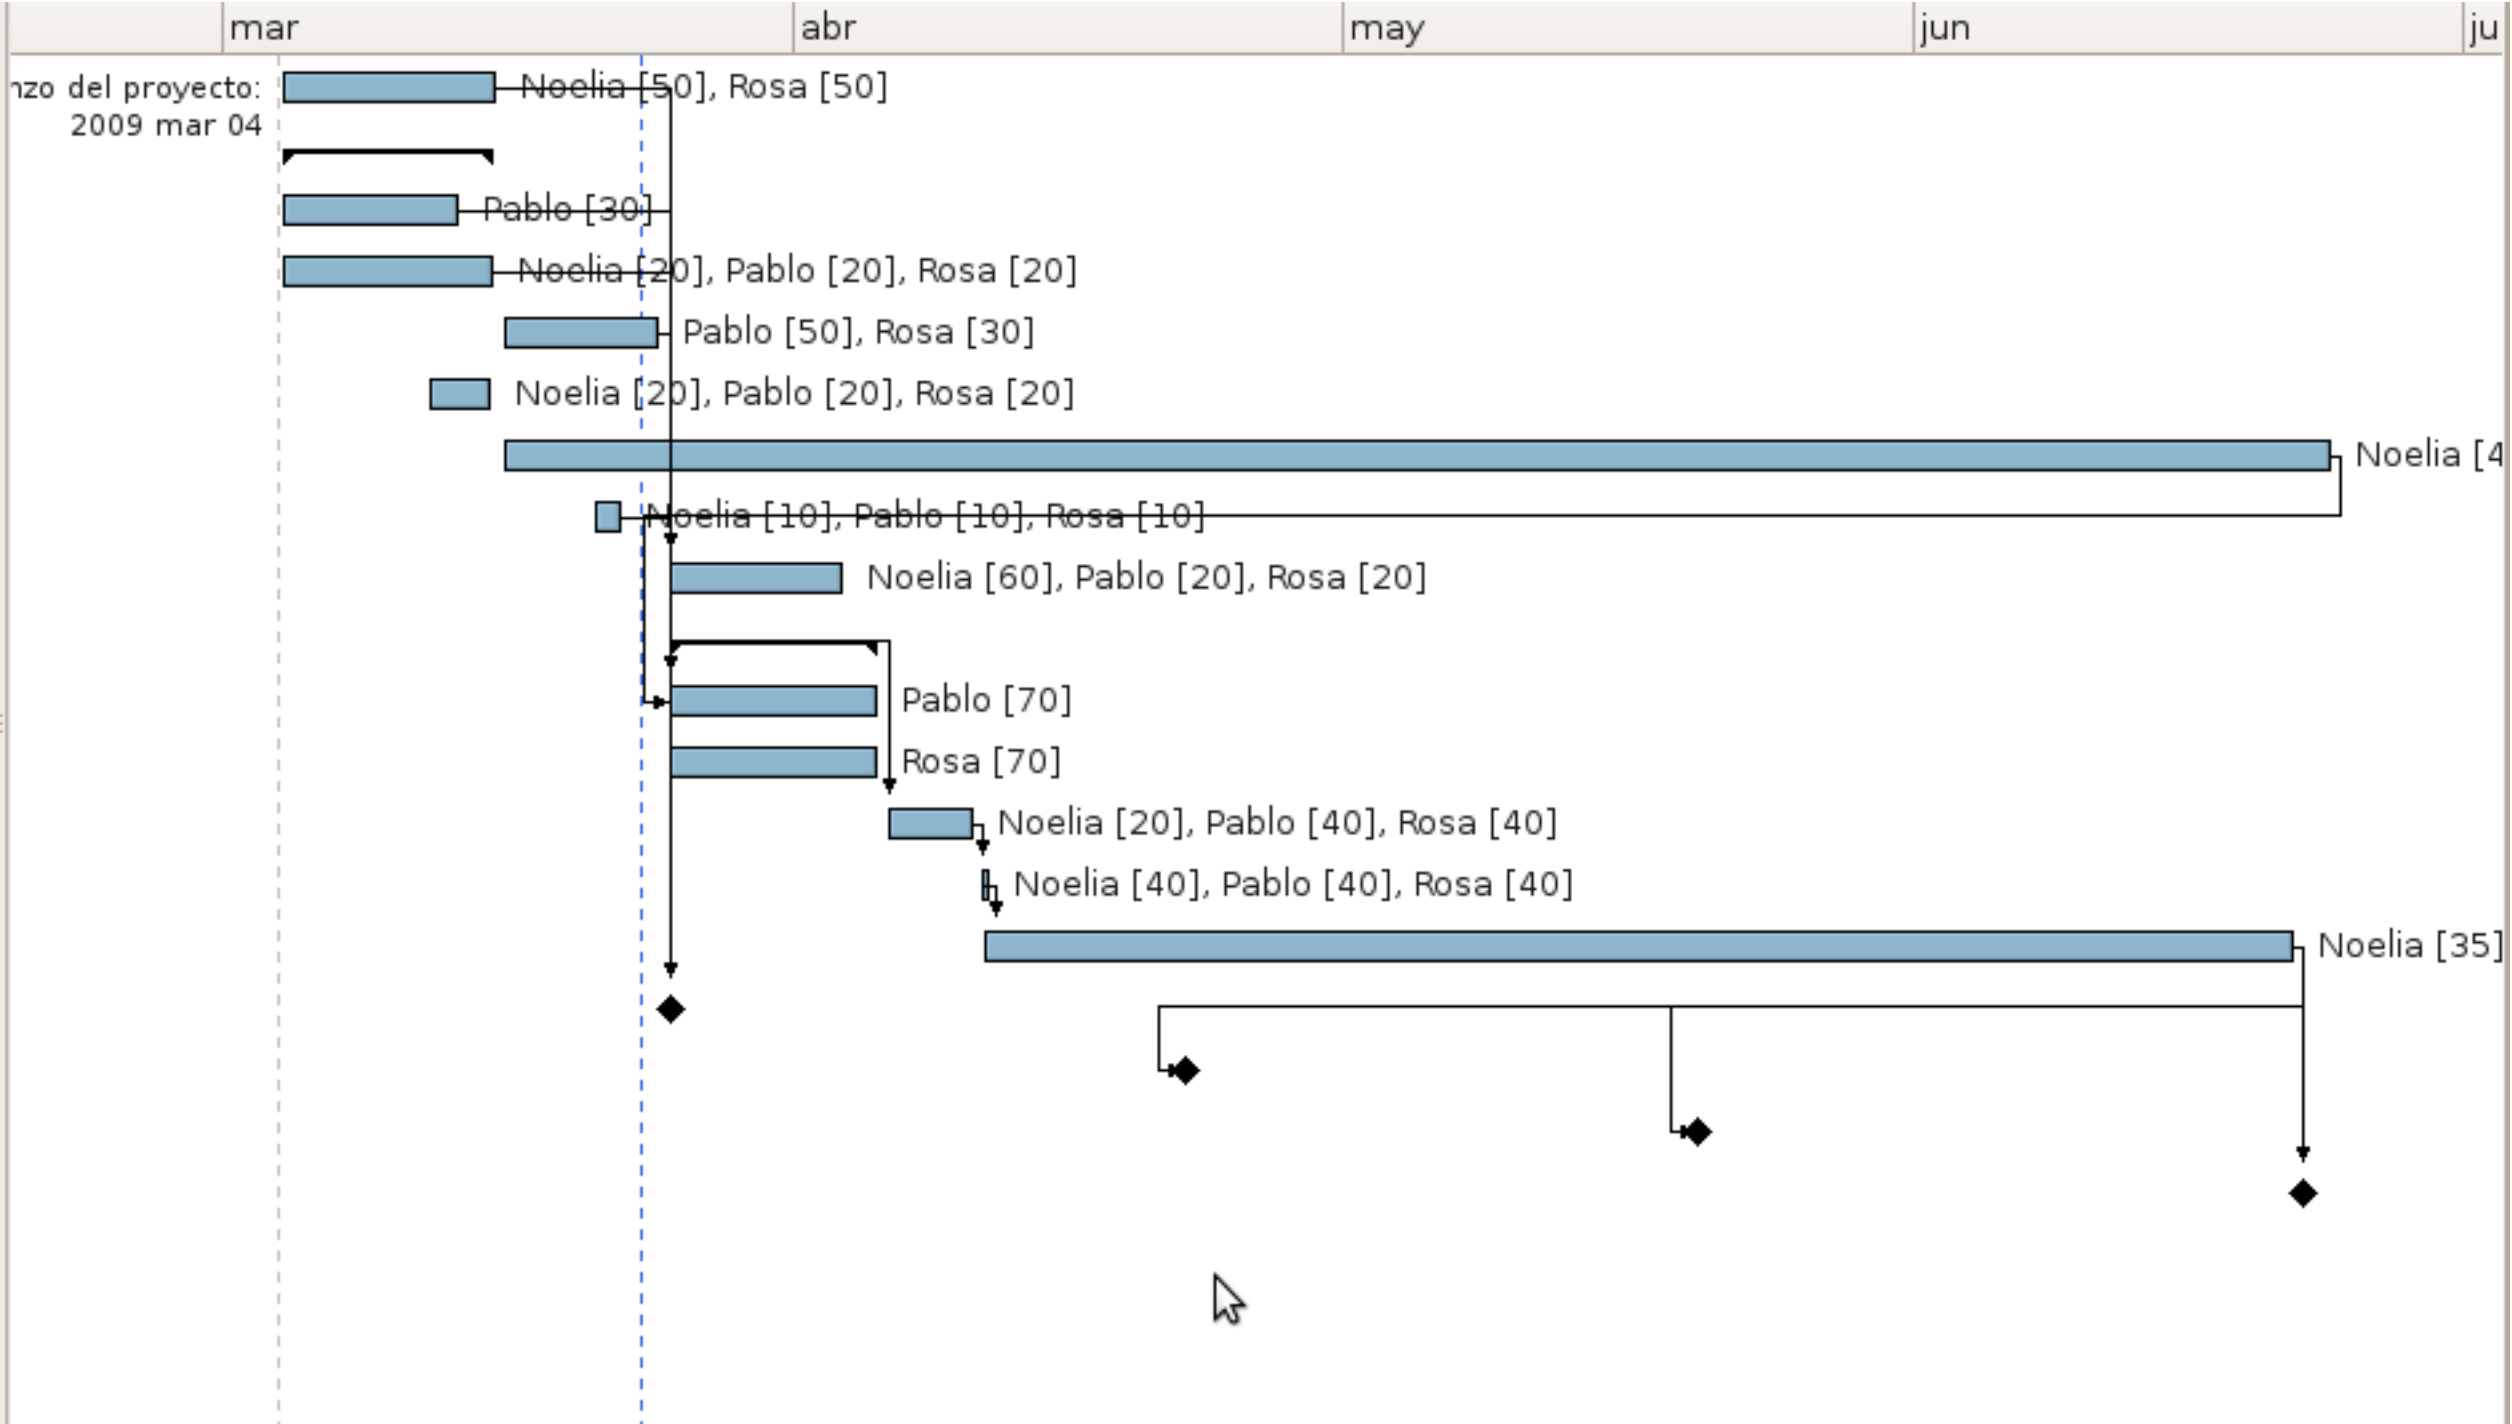 mar abr may jun
nzo del proyecto:
2009 mar 04
Noelia [50], Rosa [50]
Pablo [30]
Noelia [20], Pablo [20], Rosa [20]
Pablo [50], Rosa [30]
Noelia [20], Pablo [20], Rosa [20]
Noelia [4
Noelia [10], Pablo [10], Rosa [10]
Noelia [60], Pablo [20], Rosa [20]
Pablo [70]
Rosa [70]
Noelia [20], Pablo [40], Rosa [40]
Noelia [40], Pablo [40], Rosa [40]
Noelia [35]